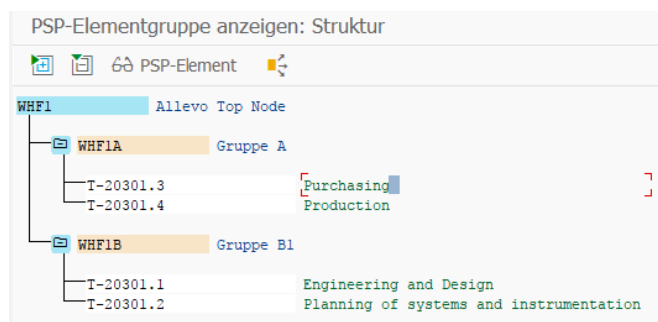 PSP-Elementgruppe anzeigen: Struktur
PSP-Element
WHF1 Allevo Top Node
WHF1A Gruppe A
T-20301.3 Purchasing
T-20301.4 Production
WHF1B Gruppe B1
T-20301.1 Engineering and Design
T-20301.2 Planning of systems and instrumentation